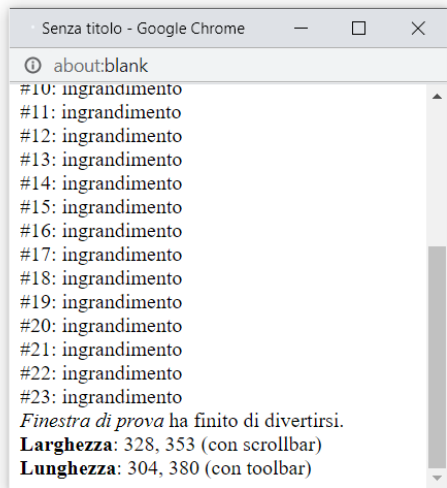 Senza titolo - Google Chrome
about:blank
#10: ingrandimento
#11: ingrandimento
#12: ingrandimento
#13: ingrandimento
#14: ingrandimento
#15: ingrandimento
#16: ingrandimento
#17: ingrandimento
#18: ingrandimento
#19: ingrandimento
#20: ingrandimento
#21: ingrandimento
#22: ingrandimento
#23: ingrandimento
Finestra di prova ha finito di divertirsi.
Larghezza: 328, 353 (con scrollbar)
Lunghezza: 304, 380 (con toolbar)